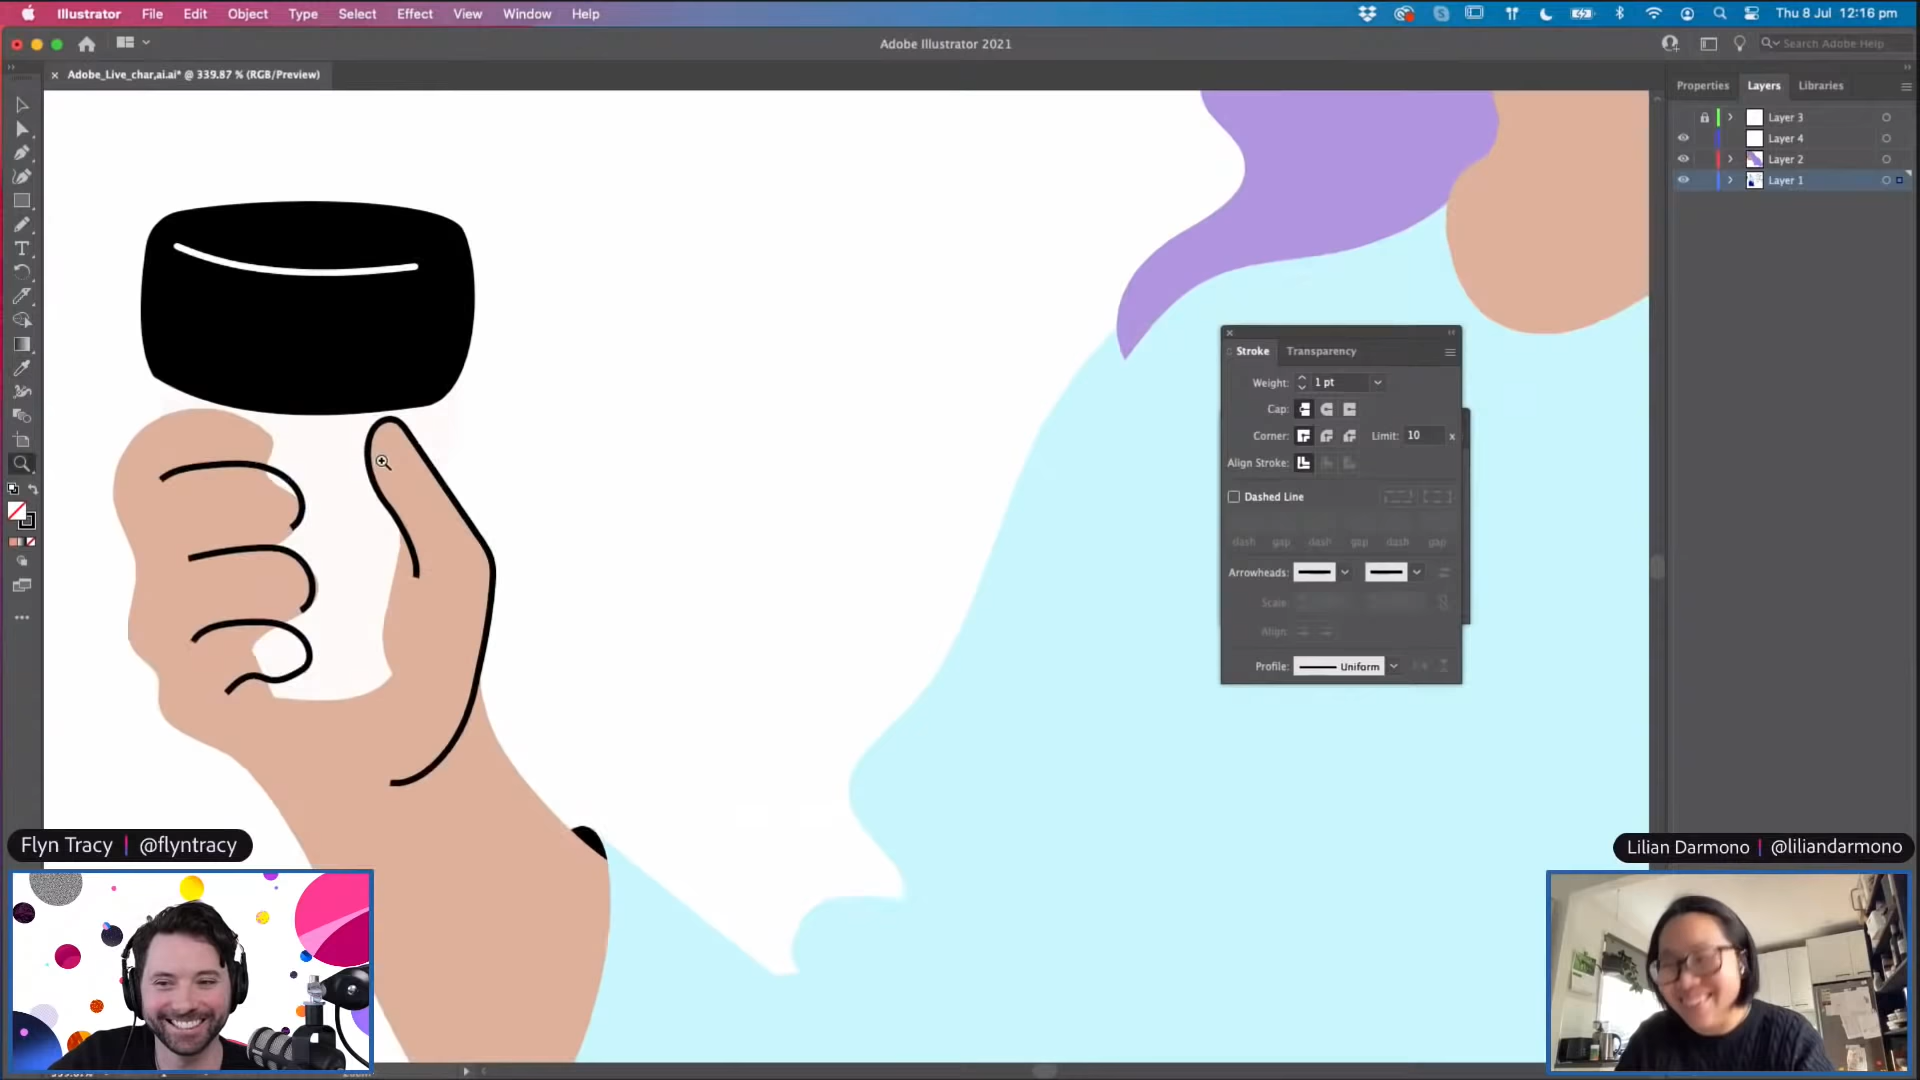 Illustrator File Edit Object Type Select Effect View Window Help
Thu 8 Jul 12:16 pm
Adobe Illustrator 2021
Search Adobe Help
Adobe_Live_char,ai.ai* @ 339.87 % (RGB/Preview)
Properties Layers Libraries
Layer 3
Layer 4
Layer 2
Layer 1
Stroke Transparency
Weight: 1 pt
Cap:
Corner: Limit: 10 x
Align Stroke:
Dashed Line
dash gap dash gap dash gap
Arrowheads:
Scale:
Align:
Profile: Uniform
Flyn Tracy | @flyntracy
Lilian Darmono | @liliandarmono